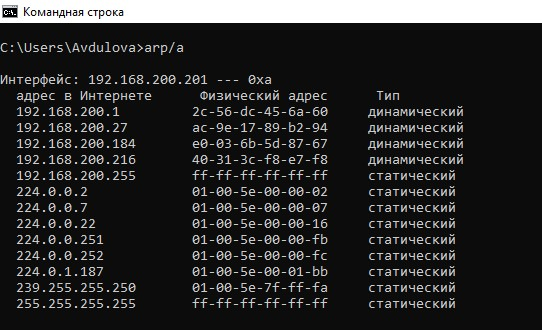 Командная строка
C:\Users\Avdulova>arp/a
Интерфейс: 192.168.200.201 --- 0xa
адрес в Интернете Физический адрес Тип
192.168.200.1 2c-56-dc-45-6a-60 динамический
192.168.200.27 ac-9e-17-89-b2-94 динамический
192.168.200.184 e0-03-6b-5d-87-67 динамический
192.168.200.216 40-31-3c-f8-e7-f8 динамический
192.168.200.255 ff-ff-ff-ff-ff-ff статический
224.0.0.2 01-00-5e-00-00-02 статический
224.0.0.7 01-00-5e-00-00-07 статический
224.0.0.22 01-00-5e-00-00-16 статический
224.0.0.251 01-00-5e-00-00-fb статический
224.0.0.252 01-00-5e-00-00-fc статический
224.0.1.187 01-00-5e-00-01-bb статический
239.255.255.250 01-00-5e-7f-ff-fa статический
255.255.255.255 ff-ff-ff-ff-ff-ff статический